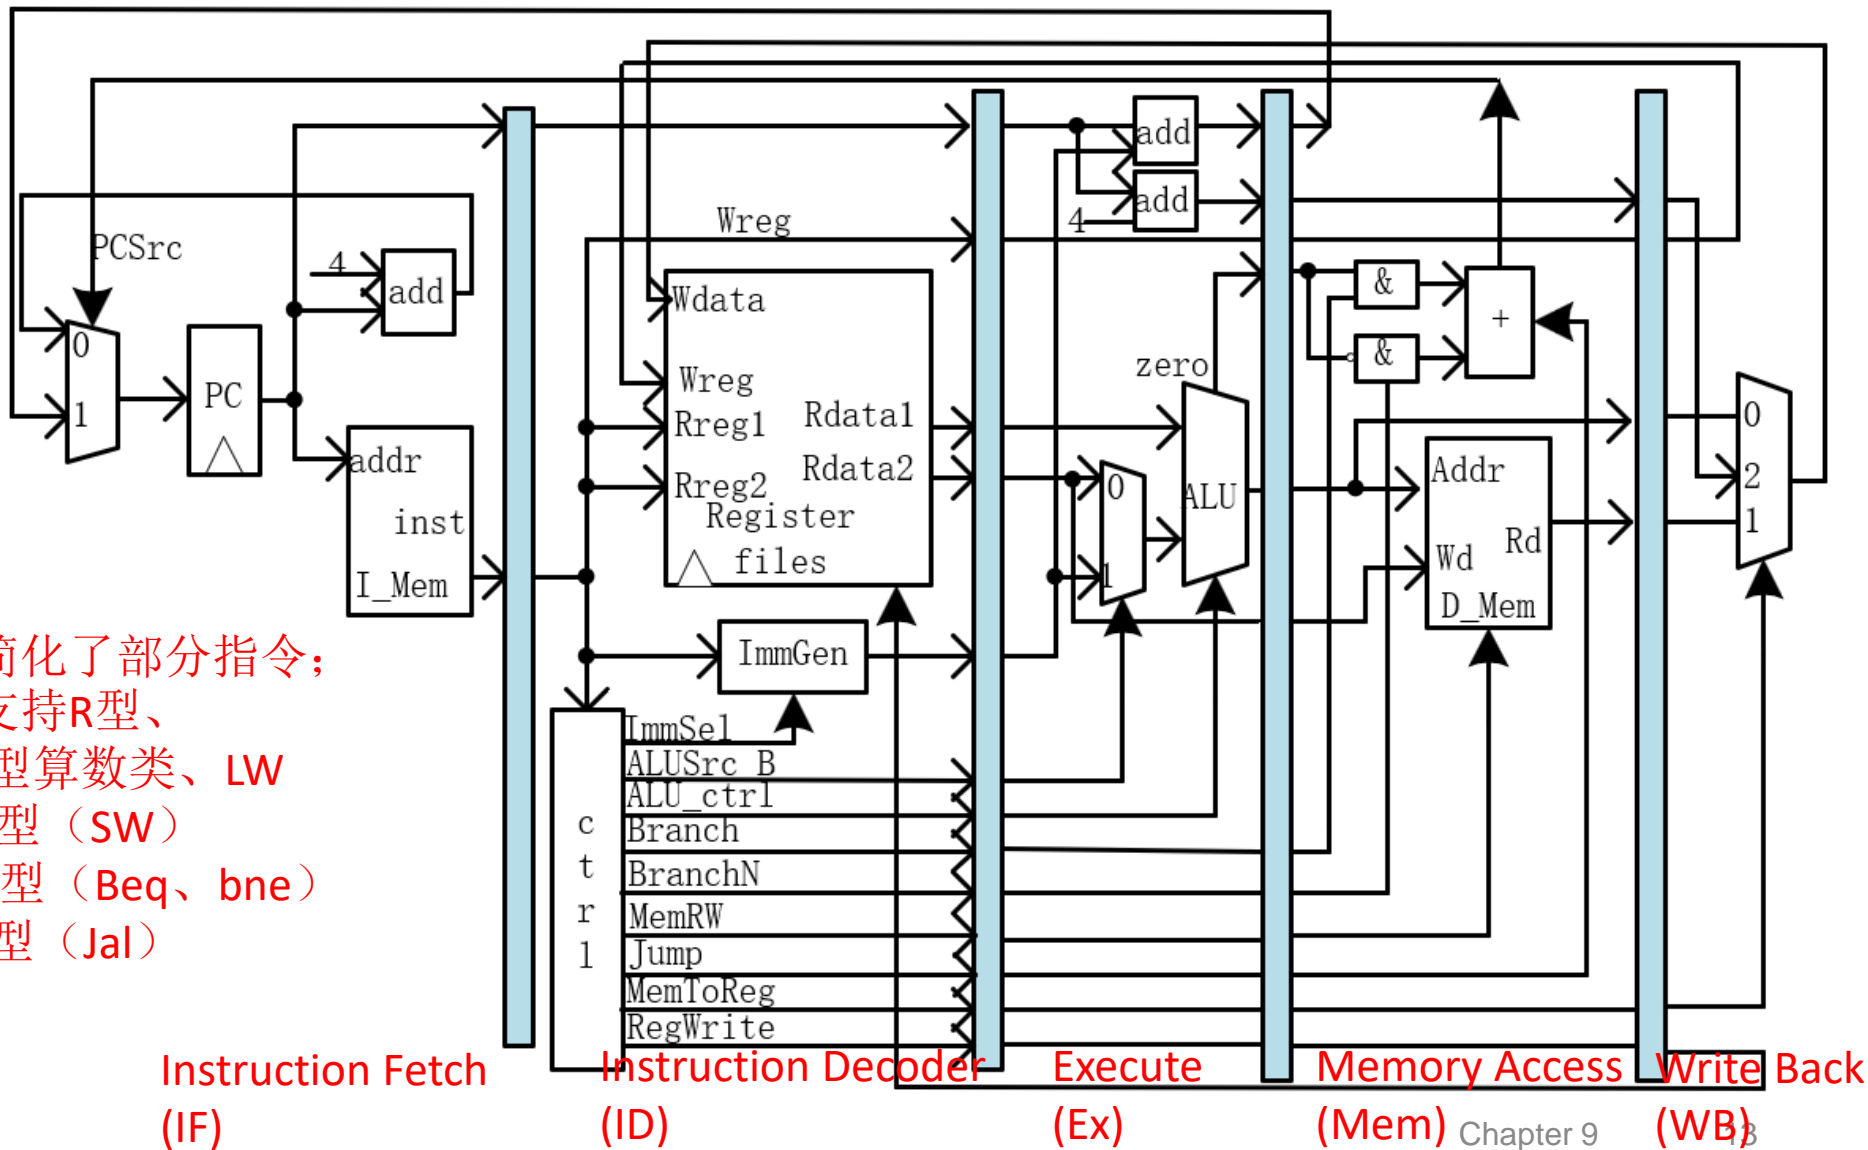 PCSrc
0
1
PC
4
add
addr
inst
I_Mem
Wreg
Wdata
Wreg
Rreg1
Rreg2
Rdata1
Rdata2
Register
files
ImmGen
ctrl
ImmSel
ALUSrc_B
ALU_ctrl
Branch
BranchN
MemRW
Jump
MemToReg
RegWrite
add
add
4
zero
0
1
ALU
&
&
+
Addr
Rd
Wd
D_Mem
0
2
1
简化了部分指令;
支持R型、
型算数类、LW
型（SW）
型（Beq、bne）
型（Jal）
Instruction Fetch
(IF)
Instruction Decoder
(ID)
Execute
(Ex)
Memory Access
(Mem)
Write Back
(WB)
Chapter 9
13